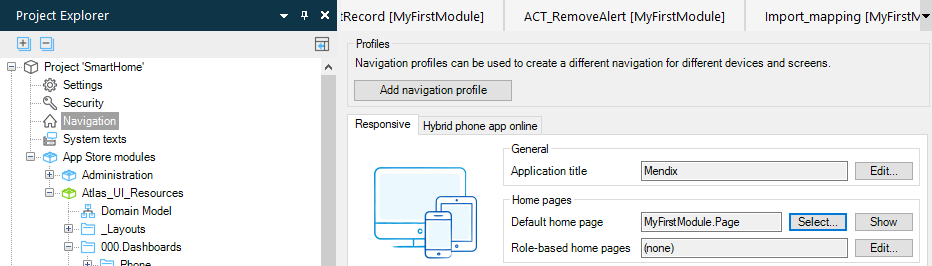 Project Explorer
:Record [MyFirstModule]
ACT_RemoveAlert [MyFirstModule]
Import_mapping [MyFirstM
Project 'SmartHome'
Settings
Security
Navigation
System texts
App Store modules
Administration
Atlas_UI_Resources
Domain Model
_Layouts
000.Dashboards
Phone
Profiles
Navigation profiles can be used to create a different navigation for different devices and screens.
Add navigation profile
Responsive
Hybrid phone app online
General
Application title
Mendix
Edit...
Home pages
Default home page
MyFirstModule.Page
Select...
Show
Role-based home pages
(none)
Edit...